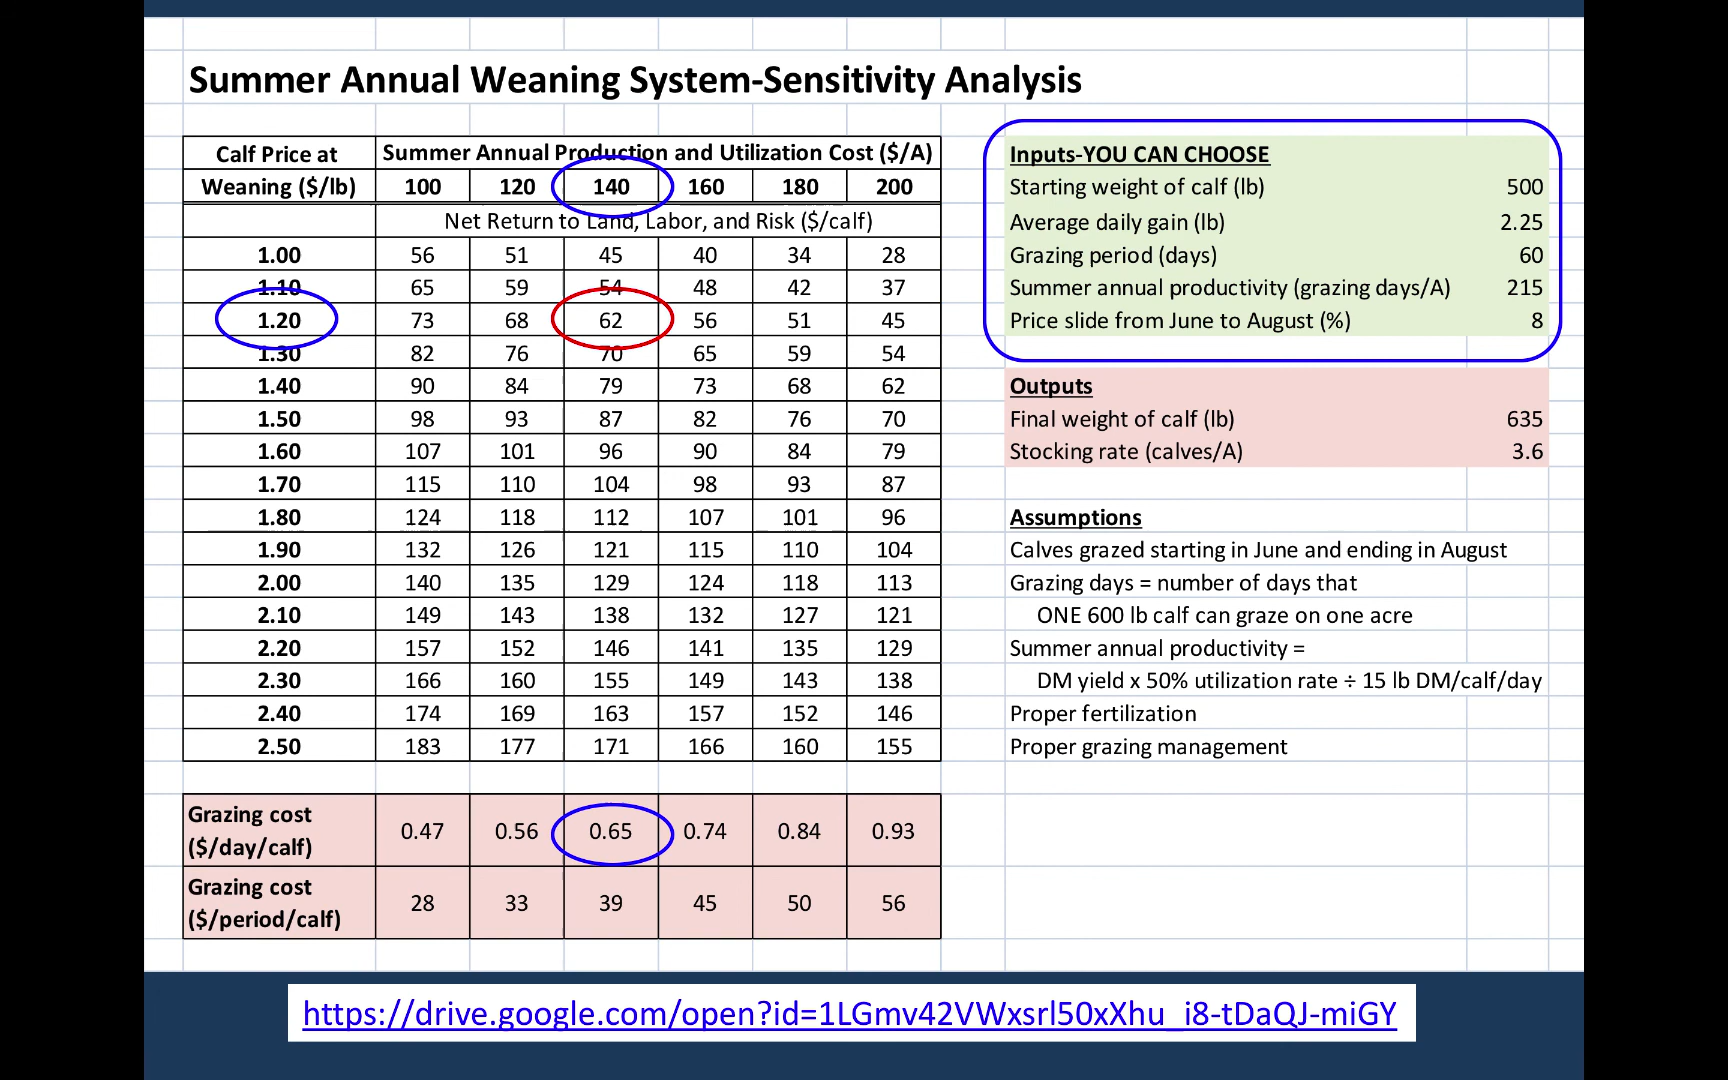 Summer Annual Weaning System-Sensitivity Analysis
Calf Price at Weaning ($/lb) Summer Annual Production and Utilization Cost ($/A)
100 120 140 160 180 200
Net Return to Land, Labor, and Risk ($/calf)
1.00 56 51 45 40 34 28
1.10 65 59 54 48 42 37
1.20 73 68 62 56 51 45
1.30 82 76 70 65 59 54
1.40 90 84 79 73 68 62
1.50 98 93 87 82 76 70
1.60 107 101 96 90 84 79
1.70 115 110 104 98 93 87
1.80 124 118 112 107 101 96
1.90 132 126 121 115 110 104
2.00 140 135 129 124 118 113
2.10 149 143 138 132 127 121
2.20 157 152 146 141 135 129
2.30 166 160 155 149 143 138
2.40 174 169 163 157 152 146
2.50 183 177 171 166 160 155
Grazing cost ($/day/calf) 0.47 0.56 0.65 0.74 0.84 0.93
Grazing cost ($/period/calf) 28 33 39 45 50 56
Inputs-YOU CAN CHOOSE
Starting weight of calf (lb) 500
Average daily gain (lb) 2.25
Grazing period (days) 60
Summer annual productivity (grazing days/A) 215
Price slide from June to August (%) 8
Outputs
Final weight of calf (lb) 635
Stocking rate (calves/A) 3.6
Assumptions
Calves grazed starting in June and ending in August
Grazing days = number of days that
ONE 600 lb calf can graze on one acre
Summer annual productivity =
DM yield x 50% utilization rate ÷ 15 lb DM/calf/day
Proper fertilization
Proper grazing management
https://drive.google.com/open?id=1LGmv42VWxsrl50xXhu_i8-tDaQJ-miGY